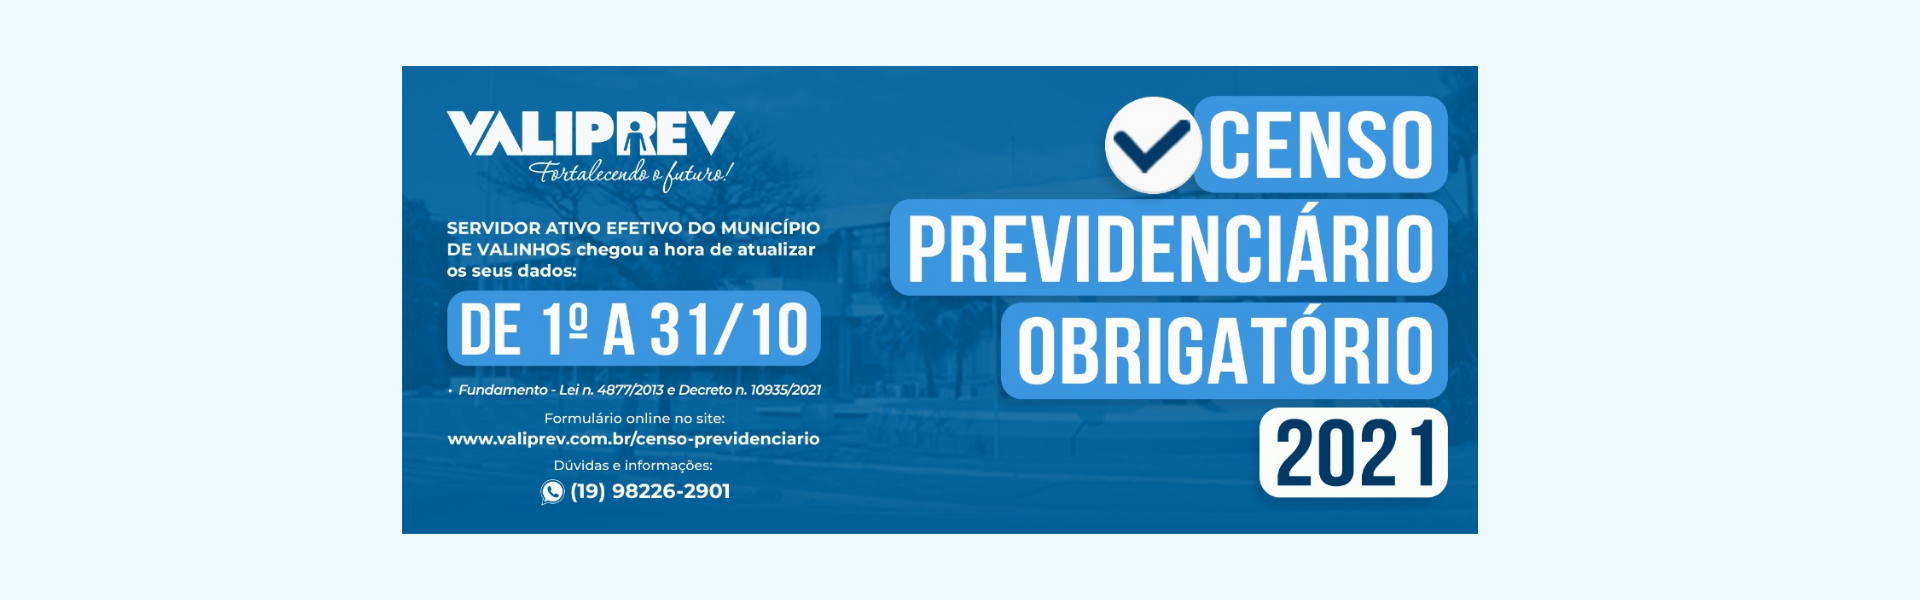 VALIPREV
Fortalecendo o futuro!
SERVIDOR ATIVO EFETIVO DO MUNICÍPIO
DE VALINHOS chegou a hora de atualizar
os seus dados:
DE 1º A 31/10
• Fundamento - Lei n. 4877/2013 e Decreto n. 10935/2021
Formulário online no site:
www.valiprev.com.br/censo-previdenciario
Dúvidas e informações:
(19) 98226-2901
CENSO
PREVIDENCIÁRIO
OBRIGATÓRIO
2021